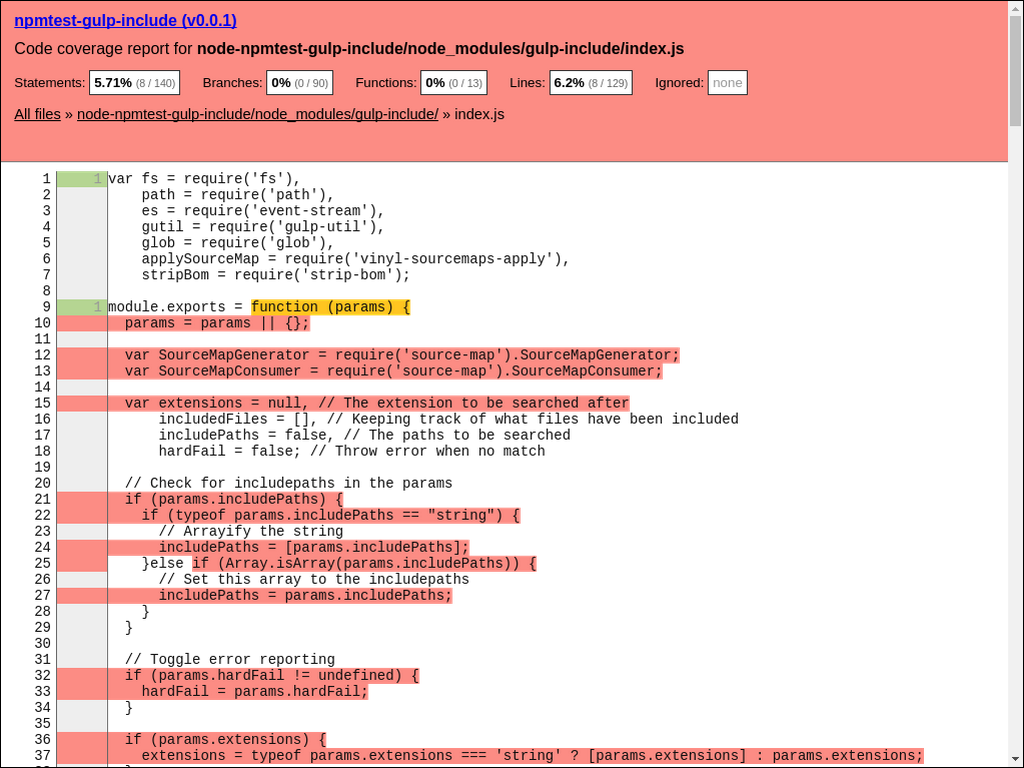 npmtest-gulp-include (v0.0.1)
Code coverage report for node-npmtest-gulp-include/node_modules/gulp-include/index.js
Statements: 5.71% (8 / 140) Branches: 0% (0 / 90) Functions: 0% (0 / 13) Lines: 6.2% (8 / 129) Ignored: none
All files » node-npmtest-gulp-include/node_modules/gulp-include/ » index.js
1 1 var fs = require('fs'),
2     path = require('path'),
3     es = require('event-stream'),
4     gutil = require('gulp-util'),
5     glob = require('glob'),
6     applySourceMap = require('vinyl-sourcemaps-apply'),
7     stripBom = require('strip-bom');
8
9 1 module.exports = function (params) {
10   params = params || {};
11
12   var SourceMapGenerator = require('source-map').SourceMapGenerator;
13   var SourceMapConsumer = require('source-map').SourceMapConsumer;
14
15   var extensions = null, // The extension to be searched after
16       includedFiles = [], // Keeping track of what files have been included
17       includePaths = false, // The paths to be searched
18       hardFail = false; // Throw error when no match
19
20   // Check for includepaths in the params
21   if (params.includePaths) {
22     if (typeof params.includePaths == "string") {
23       // Arrayify the string
24       includePaths = [params.includePaths];
25     }else if (Array.isArray(params.includePaths)) {
26       // Set this array to the includepaths
27       includePaths = params.includePaths;
28     }
29   }
30
31   // Toggle error reporting
32   if (params.hardFail != undefined) {
33     hardFail = params.hardFail;
34   }
35
36   if (params.extensions) {
37     extensions = typeof params.extensions === 'string' ? [params.extensions] : params.extensions;